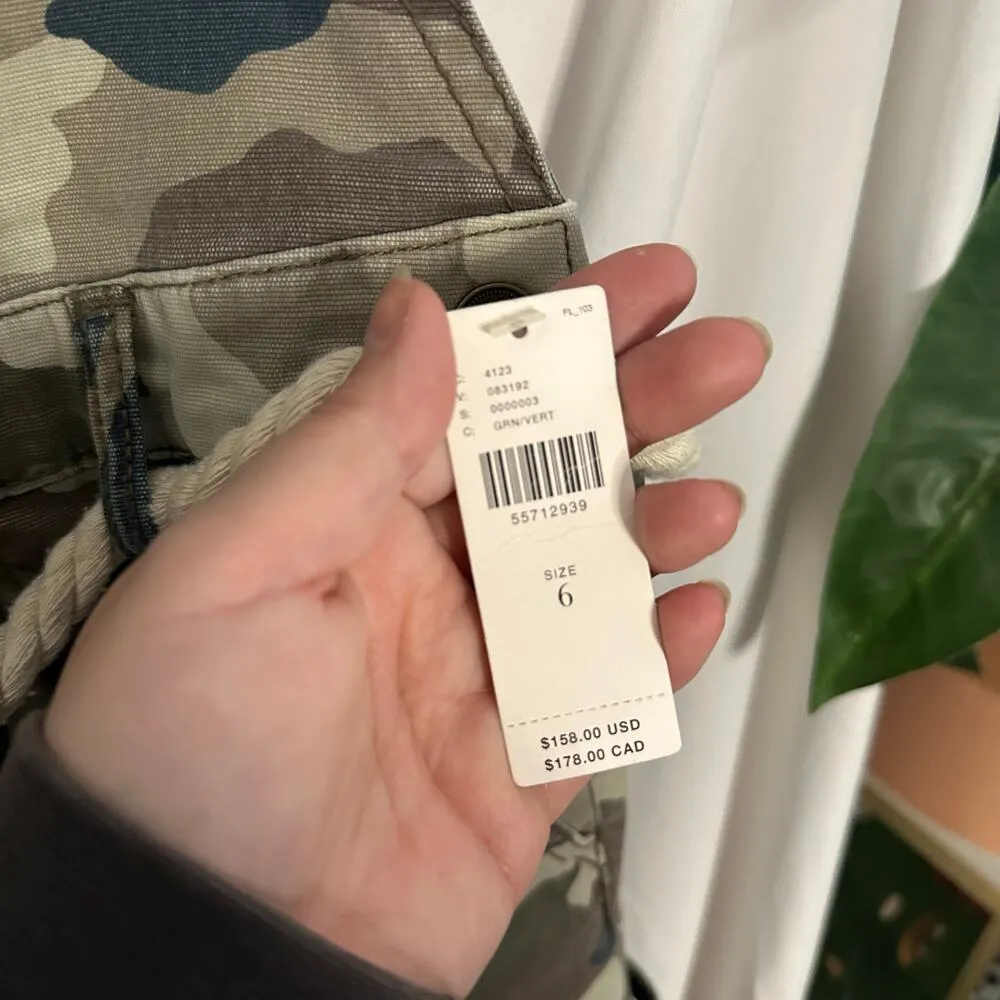 FL_103
: 4123
V: 083192
S: 0000003
C: GRN/VERT
55712939
SIZE
6
$158.00 USD
$178.00 CAD